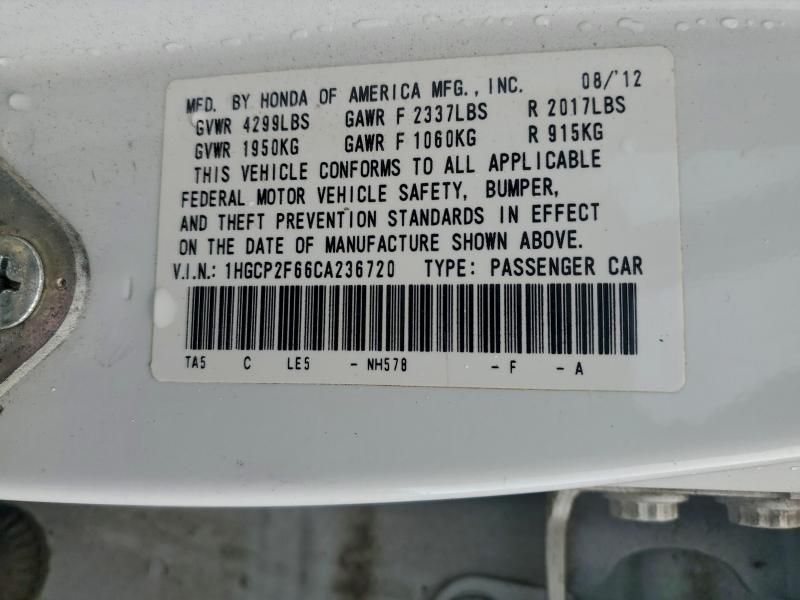 MFD. BY HONDA OF AMERICA MFG., INC. 08/'12
GVWR 4299LBS GAWR F 2337LBS R 2017LBS
GVWR 1950KG GAWR F 1060KG R 915KG
THIS VEHICLE CONFORMS TO ALL APPLICABLE
FEDERAL MOTOR VEHICLE SAFETY, BUMPER,
AND THEFT PREVENTION STANDARDS IN EFFECT
ON THE DATE OF MANUFACTURE SHOWN ABOVE.
V.I.N.: 1HGCP2F66CA236720 TYPE: PASSENGER CAR
TA5 C LE5 - NH578 - F - A